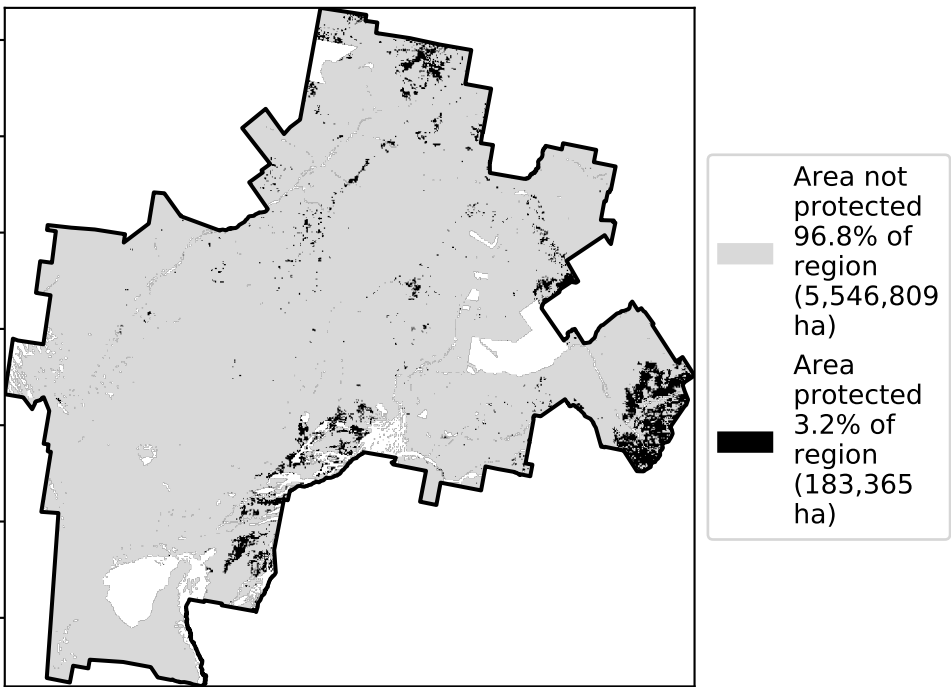 Area not
protected
96.8% of
region
(5,546,809
ha)
Area
protected
3.2% of
region
(183,365
ha)